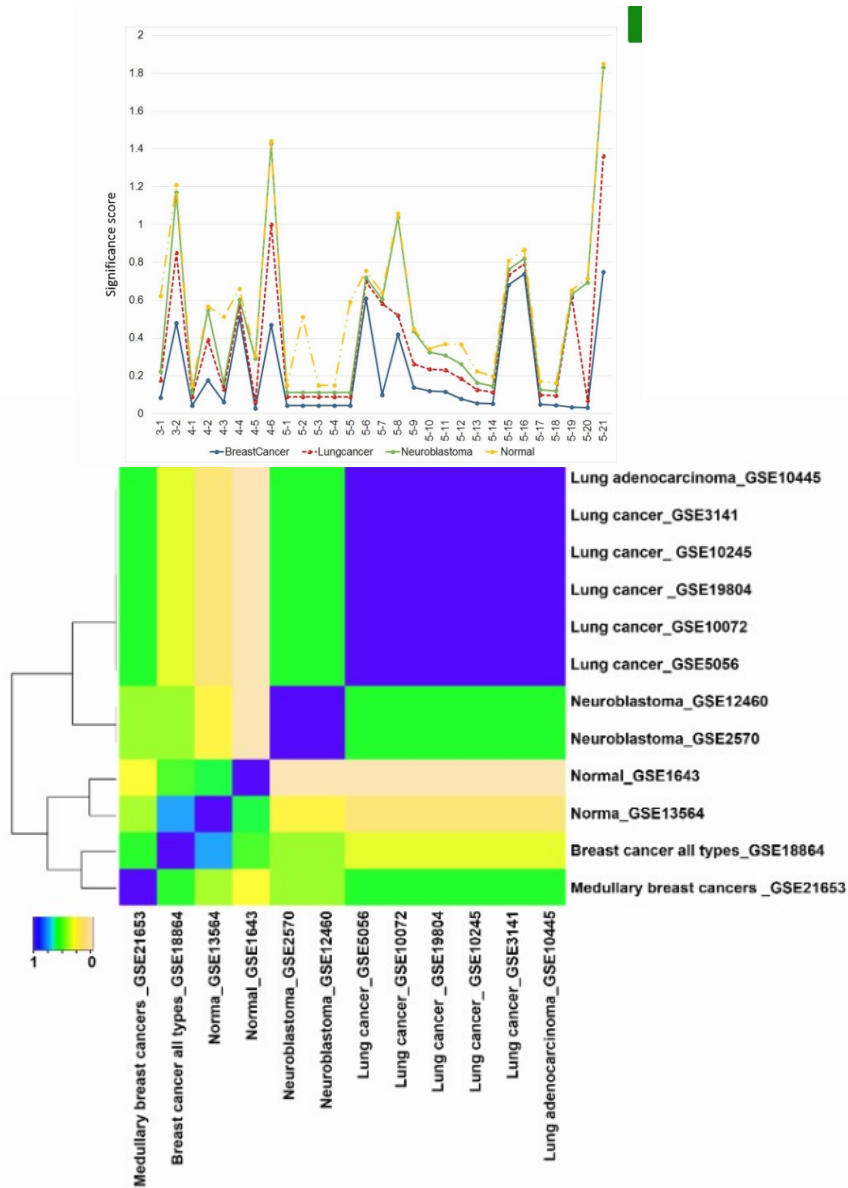 2
1.8
1.6
1.4
1.2
1
0.8
0.6
0.4
0.2
0
Significance score
3-1
3-2
4-1
4-2
4-3
4-4
4-5
4-6
5-1
5-2
5-3
5-4
5-5
5-6
5-7
5-8
5-9
5-10
5-11
5-12
5-13
5-14
5-15
5-16
5-17
5-18
5-19
5-20
5-21
BreastCancer Lungcancer Neuroblastoma Normal
Lung adenocarcinoma_GSE10445
Lung cancer_GSE3141
Lung cancer_ GSE10245
Lung cancer _GSE19804
Lung cancer_GSE10072
Lung cancer_GSE5056
Neuroblastoma_GSE12460
Neuroblastoma_GSE2570
Normal_GSE1643
Norma_GSE13564
Breast cancer all types_GSE18864
Medullary breast cancers _GSE21653
1 0
Medullary breast cancers _GSE21653
Breast cancer all types_GSE18864
Norma_GSE13564
Normal_GSE1643
Neuroblastoma_GSE2570
Neuroblastoma_GSE12460
Lung cancer_GSE5056
Lung cancer_GSE10072
Lung cancer _GSE19804
Lung cancer_ GSE10245
Lung cancer_GSE3141
Lung adenocarcinoma_GSE10445